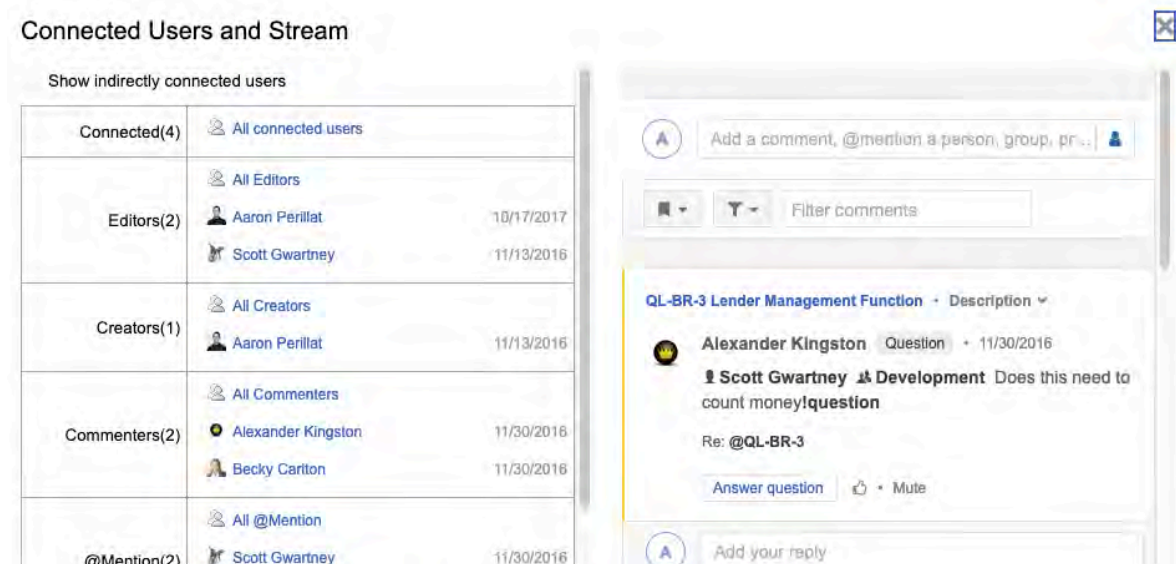 Connected Users and Stream
Show indirectly connected users
Connected(4)
All connected users
Editors(2)
All Editors
Aaron Perillat 10/17/2017
Scott Gwartney 11/13/2016
Creators(1)
All Creators
Aaron Perillat 11/13/2016
Commenters(2)
All Commenters
Alexander Kingston 11/30/2016
Becky Carlton 11/30/2016
@Mention(2)
All @Mention
Scott Gwartney 11/30/2016
A
Add a comment, @mention a person, group, pr...
Filter comments
QL-BR-3 Lender Management Function • Description
Alexander Kingston Question • 11/30/2016
Scott Gwartney Development Does this need to
count money!question
Re: @QL-BR-3
Answer question • Mute
A
Add your reply